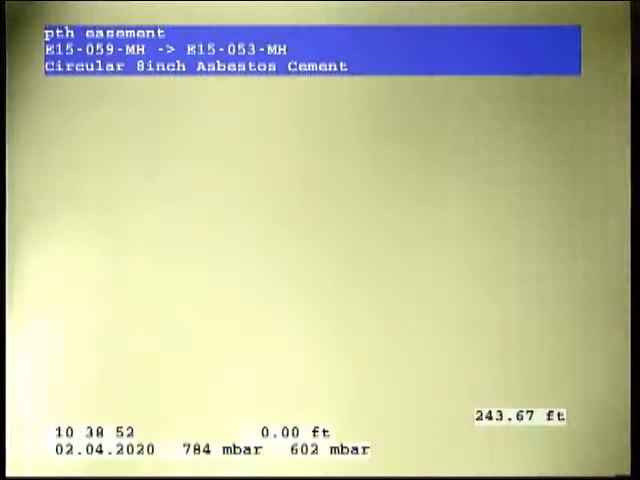 pth easement
E15-059-MH -> E15-053-MH
Circular 8inch Asbestos Cement
243.67 ft
10 38 52 0.00 ft
02.04.2020 784 mbar 602 mbar